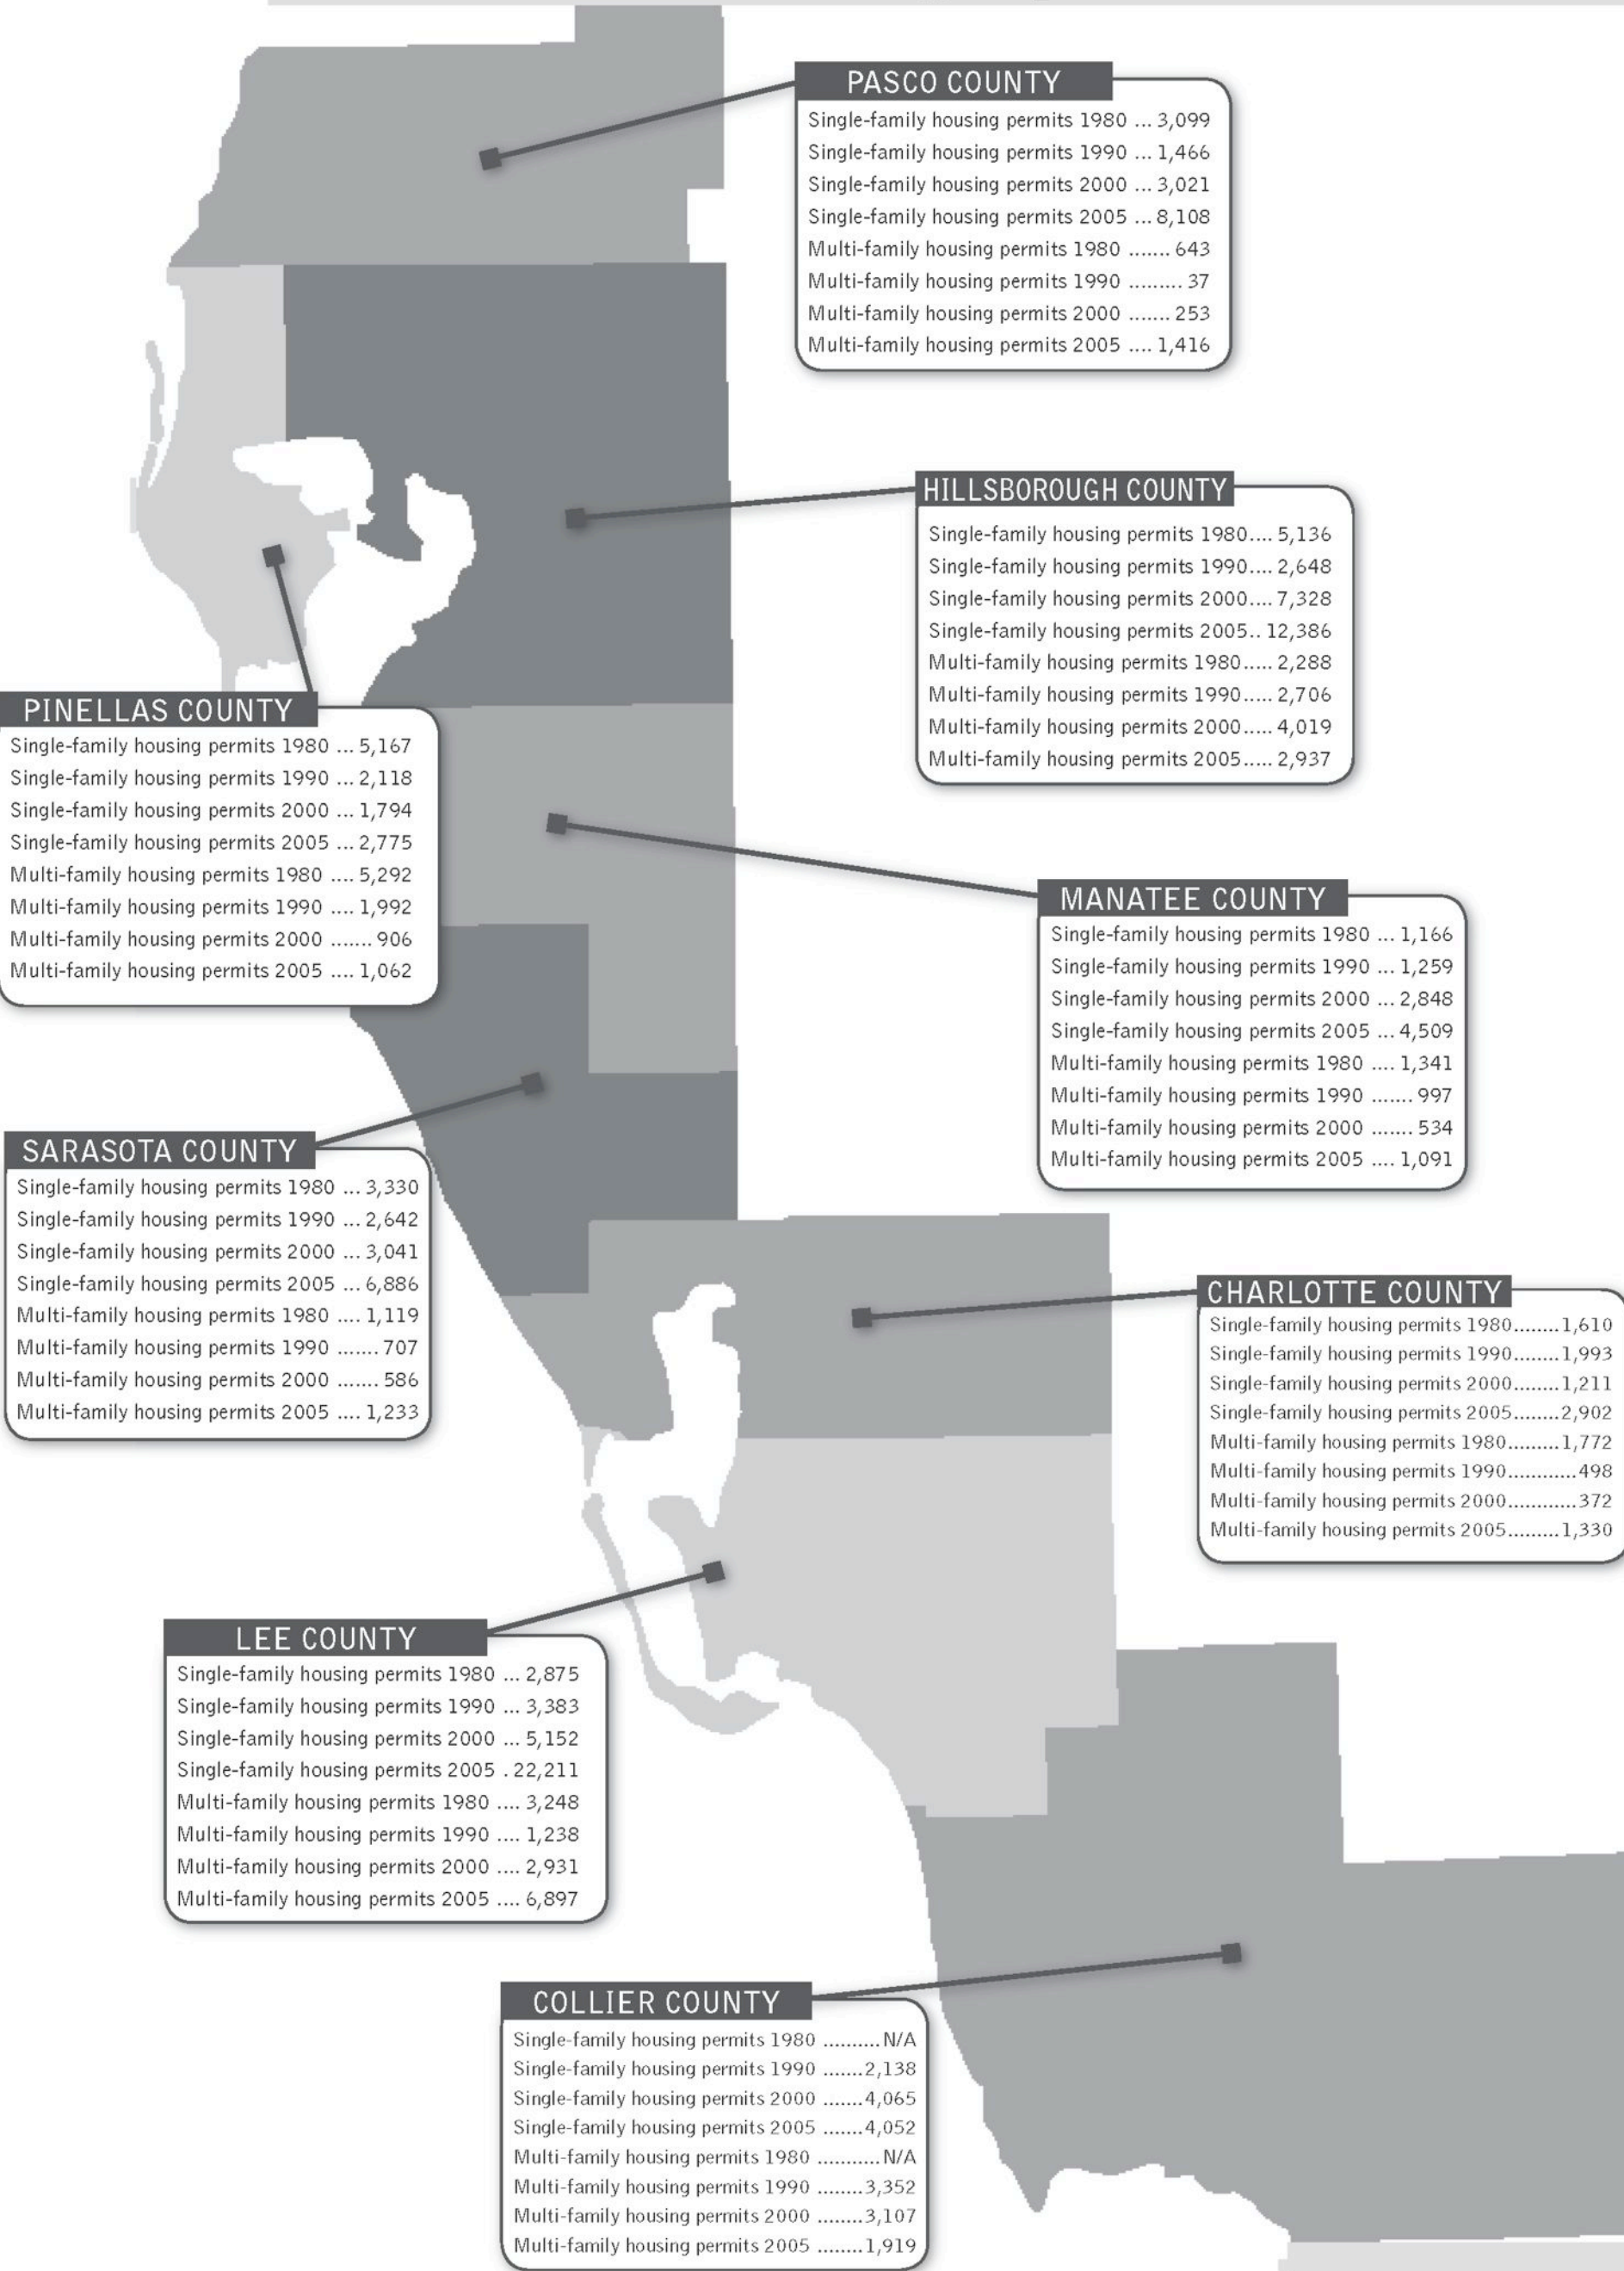 PASCO COUNTY
Single-family housing permits 1980 ... 3,099
Single-family housing permits 1990 ... 1,466
Single-family housing permits 2000 ... 3,021
Single-family housing permits 2005 ... 8,108
Multi-family housing permits 1980 ....... 643
Multi-family housing permits 1990 ......... 37
Multi-family housing permits 2000 ....... 253
Multi-family housing permits 2005 .... 1,416
HILLSBOROUGH COUNTY
Single-family housing permits 1980.... 5,136
Single-family housing permits 1990.... 2,648
Single-family housing permits 2000.... 7,328
Single-family housing permits 2005.. 12,386
Multi-family housing permits 1980..... 2,288
Multi-family housing permits 1990..... 2,706
Multi-family housing permits 2000..... 4,019
Multi-family housing permits 2005..... 2,937
PINELLAS COUNTY
Single-family housing permits 1980 ... 5,167
Single-family housing permits 1990 ... 2,118
Single-family housing permits 2000 ... 1,794
Single-family housing permits 2005 ... 2,775
Multi-family housing permits 1980 .... 5,292
Multi-family housing permits 1990 .... 1,992
Multi-family housing permits 2000 ....... 906
Multi-family housing permits 2005 .... 1,062
MANATEE COUNTY
Single-family housing permits 1980 ... 1,166
Single-family housing permits 1990 ... 1,259
Single-family housing permits 2000 ... 2,848
Single-family housing permits 2005 ... 4,509
Multi-family housing permits 1980 .... 1,341
Multi-family housing permits 1990 ....... 997
Multi-family housing permits 2000 ....... 534
Multi-family housing permits 2005 .... 1,091
SARASOTA COUNTY
Single-family housing permits 1980 ... 3,330
Single-family housing permits 1990 ... 2,642
Single-family housing permits 2000 ... 3,041
Single-family housing permits 2005 ... 6,886
Multi-family housing permits 1980 .... 1,119
Multi-family housing permits 1990 ....... 707
Multi-family housing permits 2000 ....... 586
Multi-family housing permits 2005 .... 1,233
CHARLOTTE COUNTY
Single-family housing permits 1980........1,610
Single-family housing permits 1990........1,993
Single-family housing permits 2000........1,211
Single-family housing permits 2005........2,902
Multi-family housing permits 1980.........1,772
Multi-family housing permits 1990............498
Multi-family housing permits 2000............372
Multi-family housing permits 2005.........1,330
LEE COUNTY
Single-family housing permits 1980 ... 2,875
Single-family housing permits 1990 ... 3,383
Single-family housing permits 2000 ... 5,152
Single-family housing permits 2005 . 22,211
Multi-family housing permits 1980 .... 3,248
Multi-family housing permits 1990 .... 1,238
Multi-family housing permits 2000 .... 2,931
Multi-family housing permits 2005 .... 6,897
COLLIER COUNTY
Single-family housing permits 1980 ..........N/A
Single-family housing permits 1990 .......2,138
Single-family housing permits 2000 .......4,065
Single-family housing permits 2005 .......4,052
Multi-family housing permits 1980 ...........N/A
Multi-family housing permits 1990 ........3,352
Multi-family housing permits 2000 ........3,107
Multi-family housing permits 2005 ........1,919